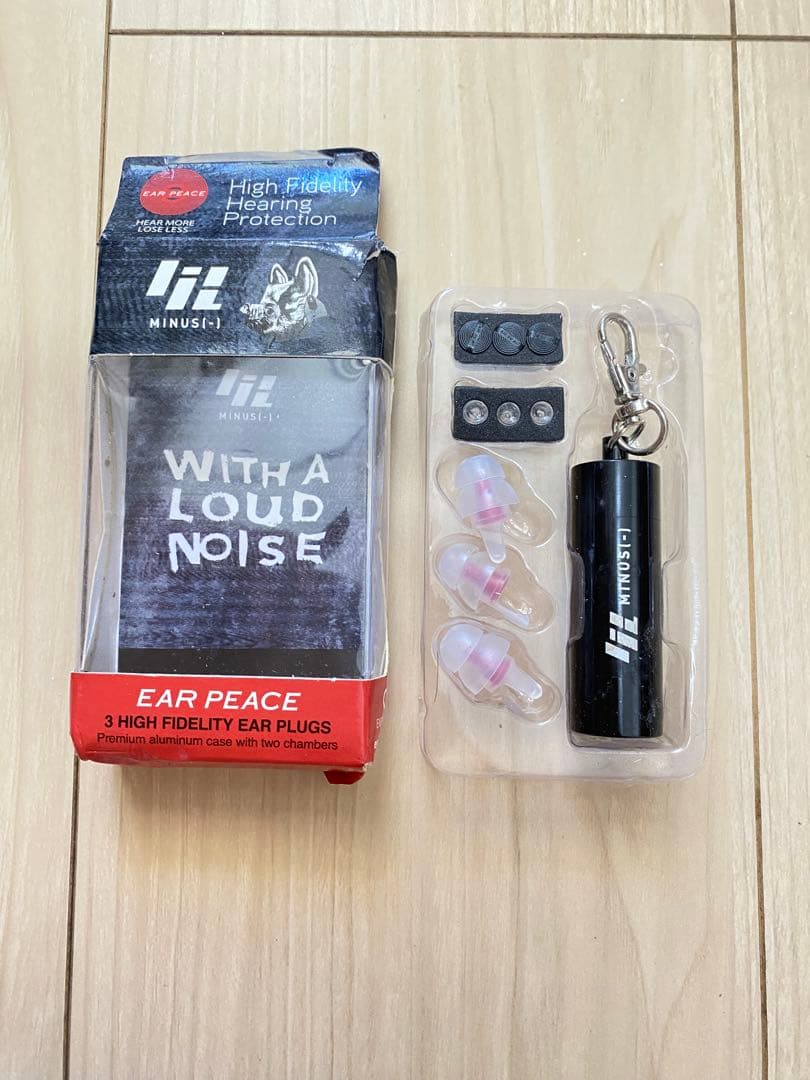 EAR PEACE
HEAR MORE
LOSE LESS
High Fidelity
Hearing
Protection
MINUS(-)
MINUS(-)
WITH A
LOUD
NOISE
EAR PEACE
3 HIGH FIDELITY EAR PLUGS
Premium aluminum case with two chambers
MINUS(-)